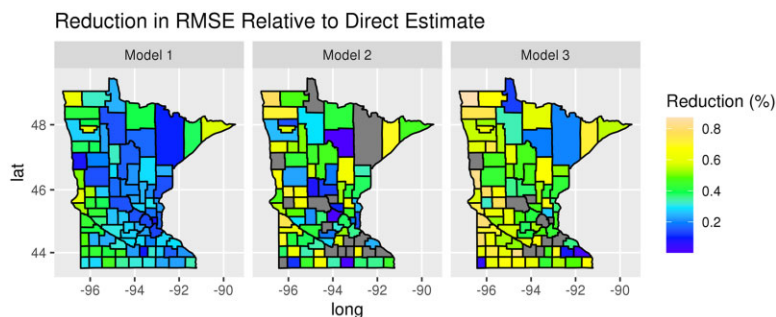 Reduction in RMSE Relative to Direct Estimate
Model 1
Model 2
Model 3
48
46
44
lat
-96
-94
-92
-90
-96
-94
-92
-90
-96
-94
-92
-90
long
Reduction (%)
0.8
0.6
0.4
0.2